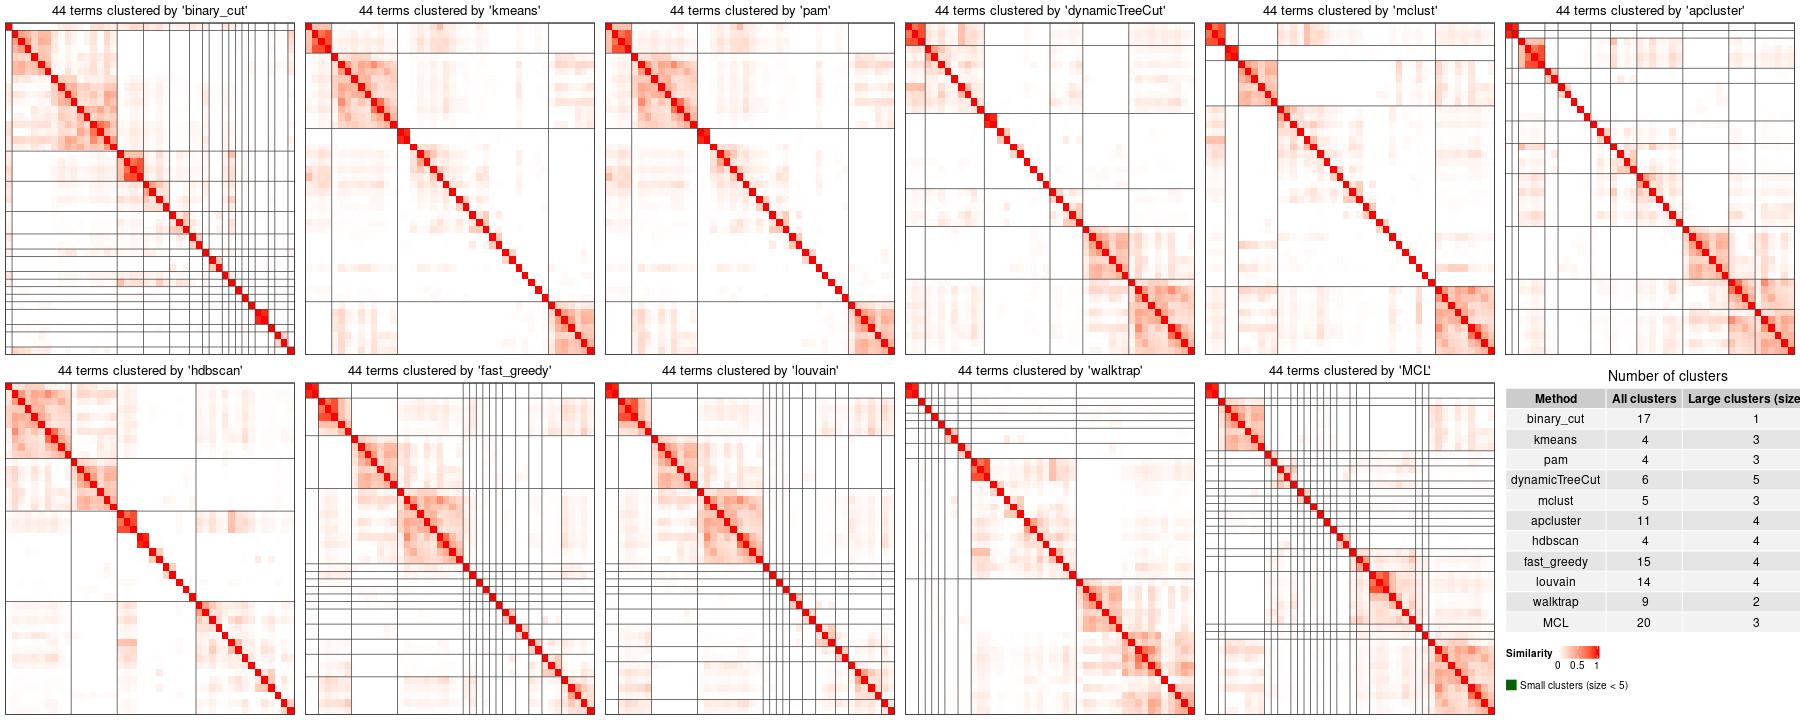 44 terms clustered by 'binary_cut'
44 terms clustered by 'kmeans'
44 terms clustered by 'pam'
44 terms clustered by 'dynamicTreeCut'
44 terms clustered by 'mclust'
44 terms clustered by 'apcluster'
44 terms clustered by 'hdbscan'
44 terms clustered by 'fast_greedy'
44 terms clustered by 'louvain'
44 terms clustered by 'walktrap'
44 terms clustered by 'MCL'
Number of clusters
Method All clusters Large clusters (size
binary_cut 17 1
kmeans 4 3
pam 4 3
dynamicTreeCut 6 5
mclust 5 3
apcluster 11 4
hdbscan 4 4
fast_greedy 15 4
louvain 14 4
walktrap 9 2
MCL 20 3
Similarity
0 0.5 1
Small clusters (size < 5)